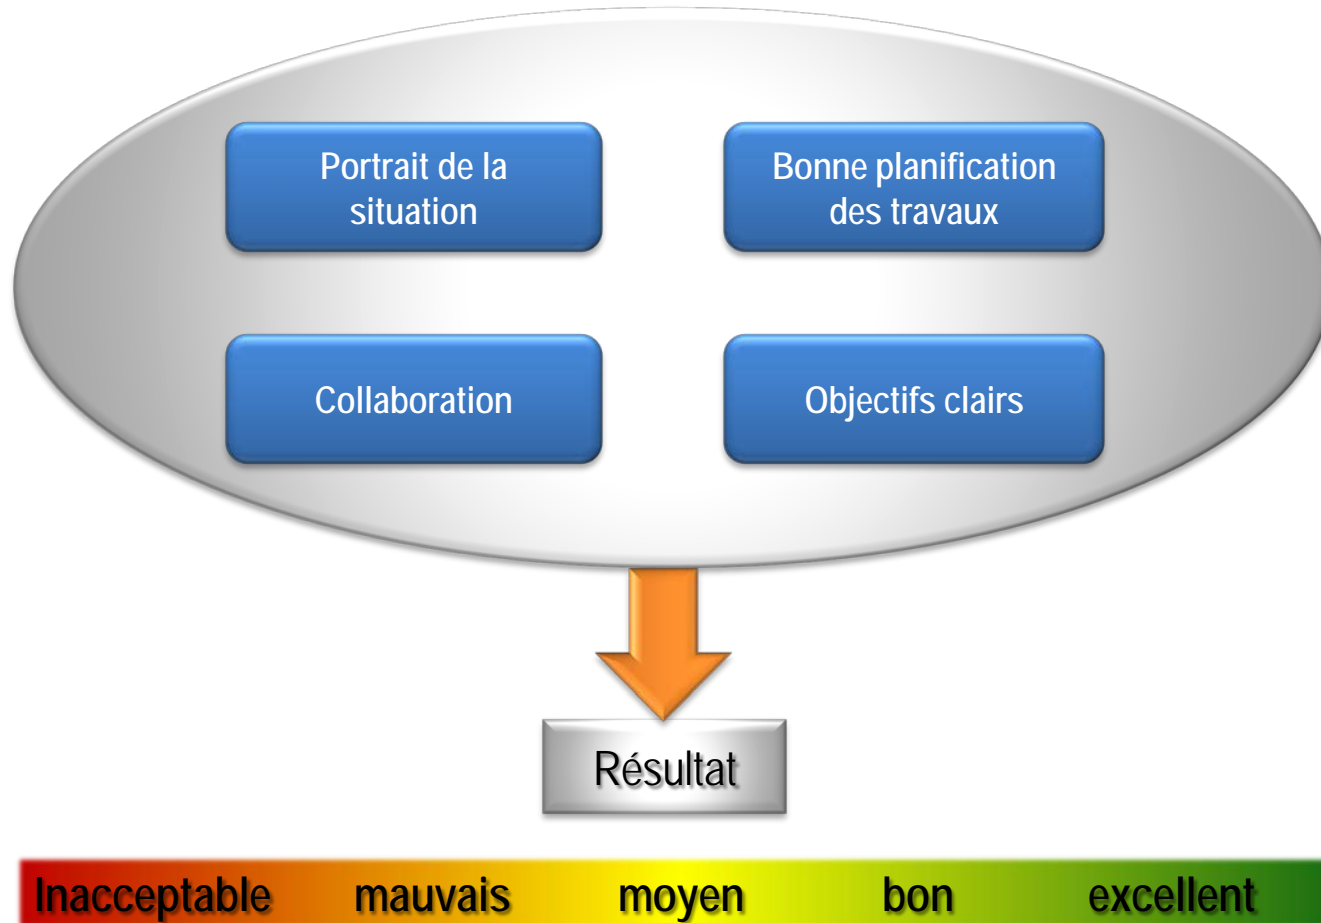 Portrait de la
situation
Bonne planification
des travaux
Collaboration
Objectifs clairs
Résultat
Inacceptable mauvais moyen bon excellent